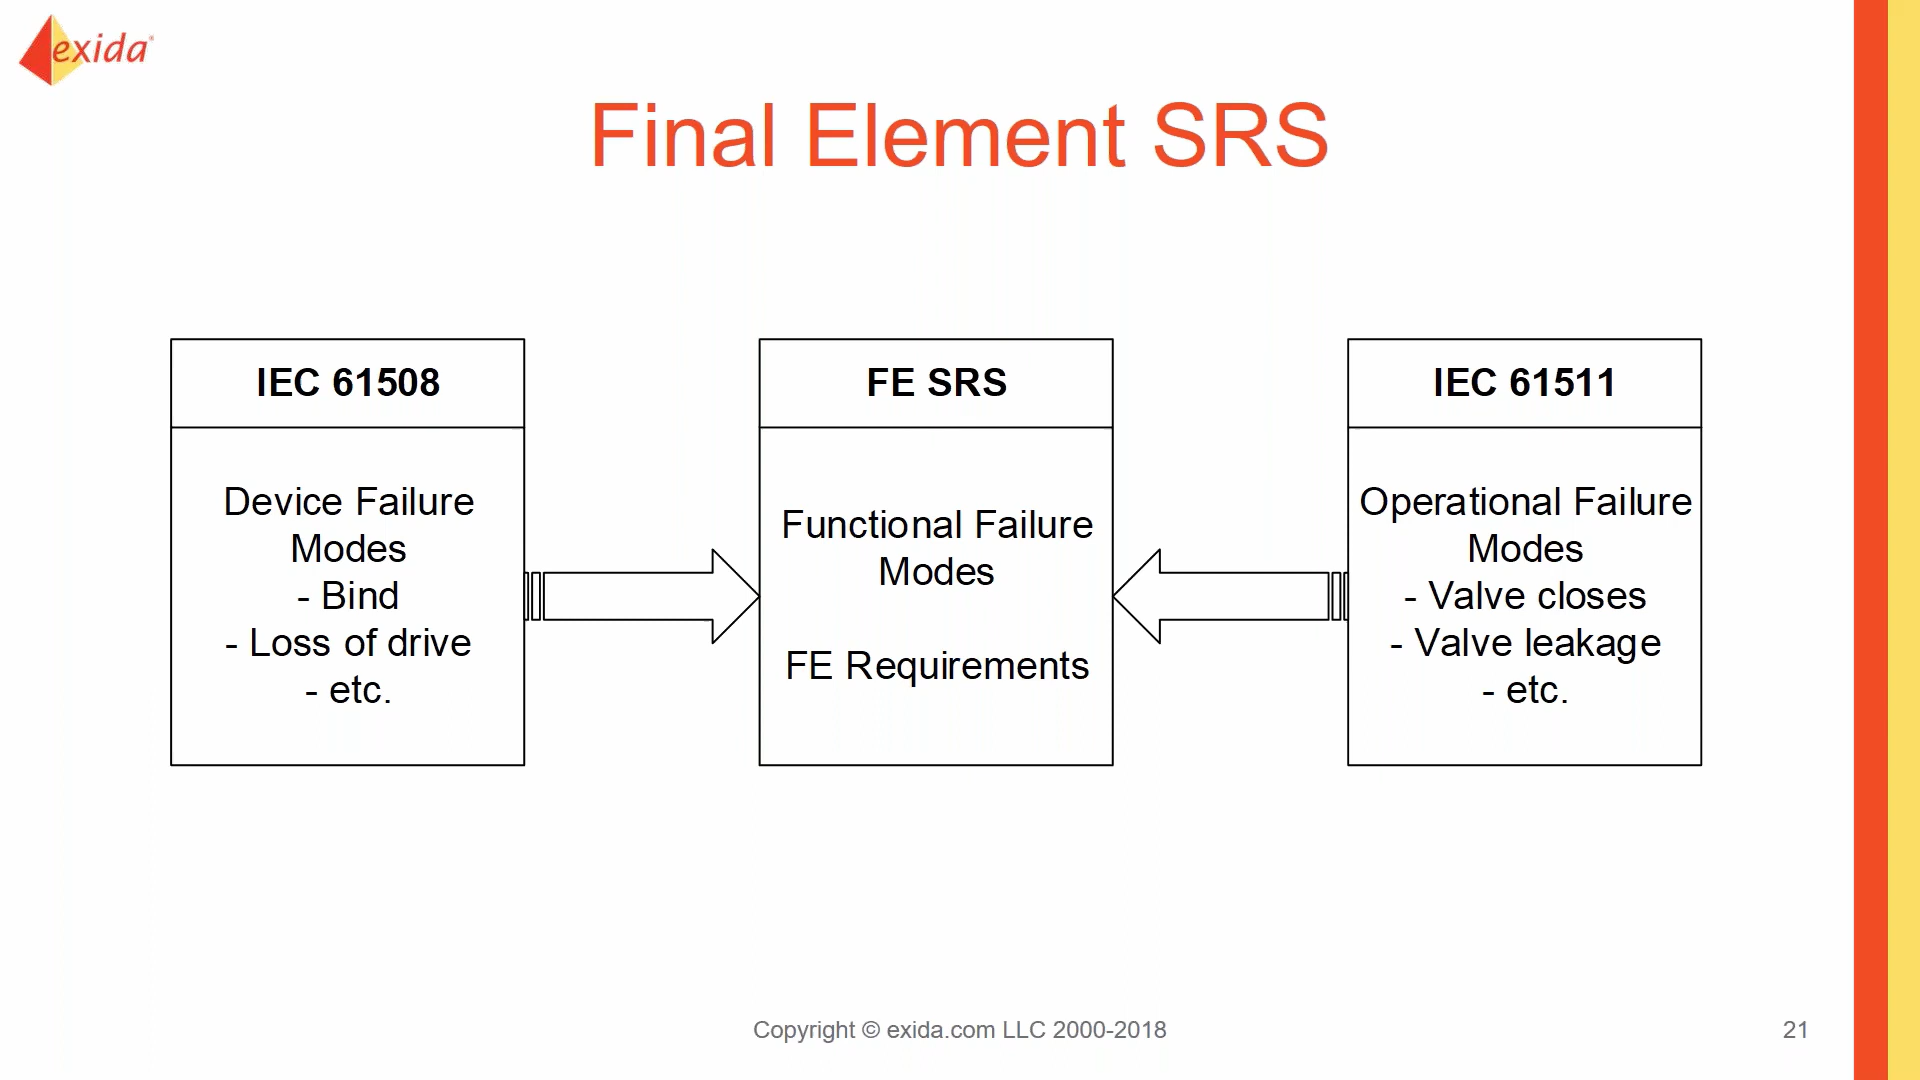 exida
Final Element SRS
IEC 61508
Device Failure
Modes
- Bind
- Loss of drive
- etc.
FE SRS
Functional Failure
Modes
FE Requirements
IEC 61511
Operational Failure
Modes
- Valve closes
- Valve leakage
- etc.
Copyright © exida.com LLC 2000-2018
21